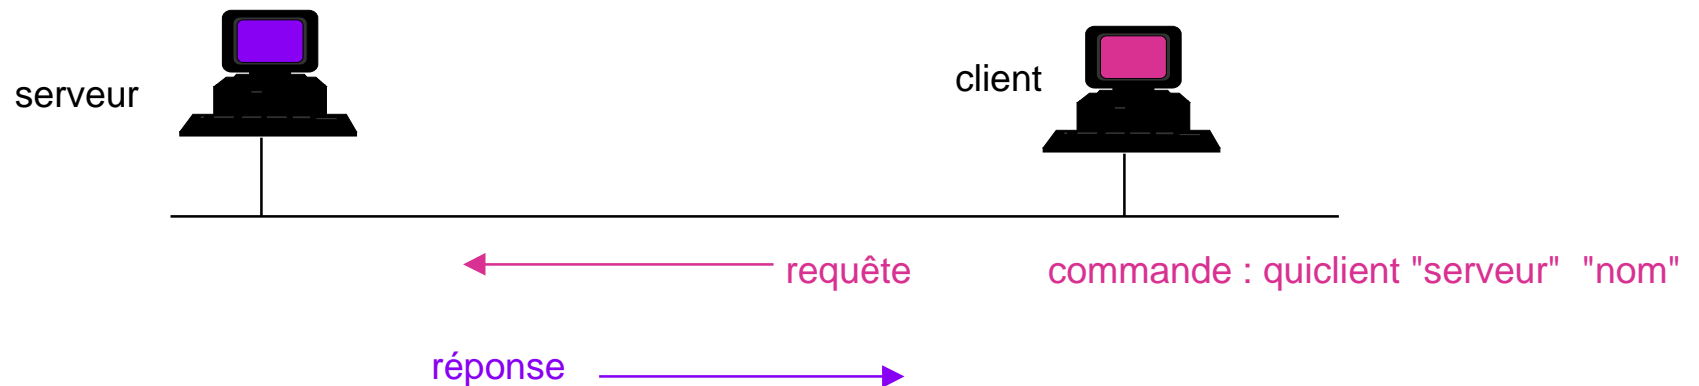 serveur
client
requête
commande : quiclient "serveur" "nom"
réponse